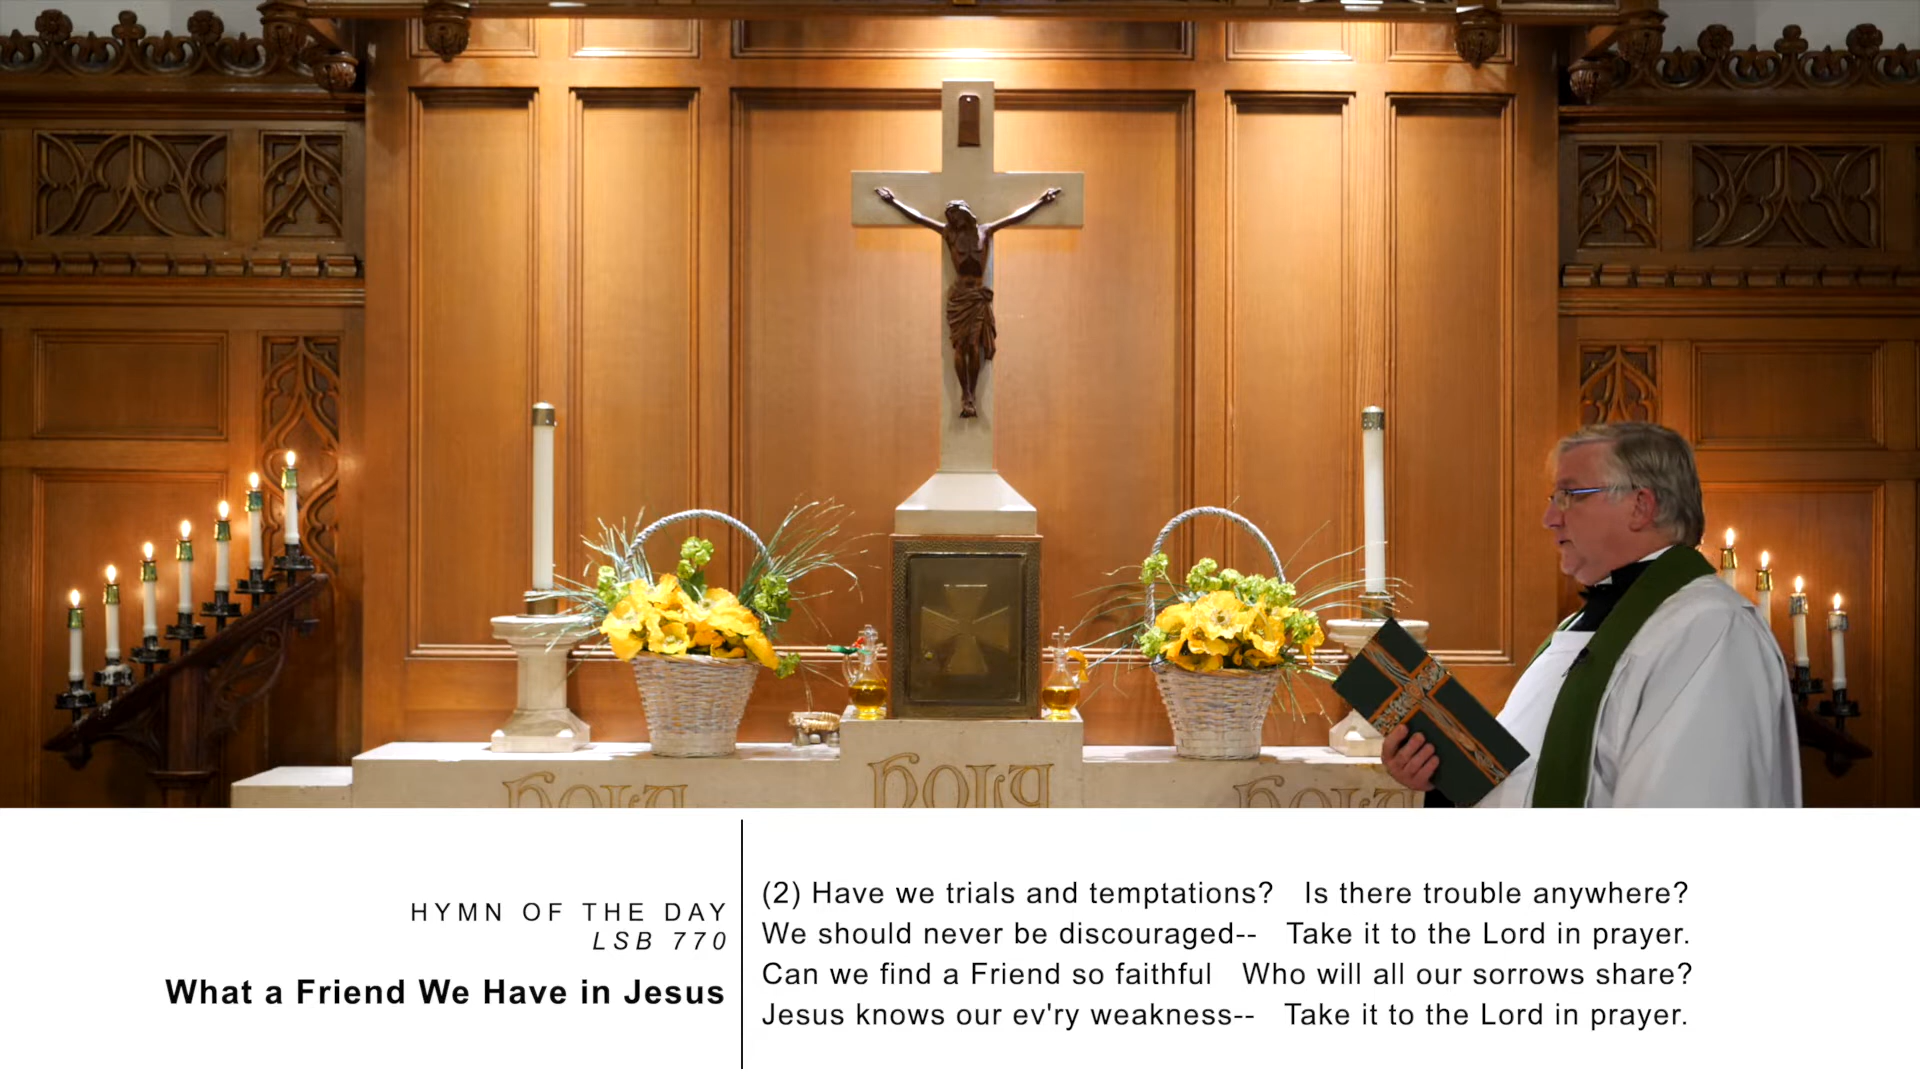 HOLY HOLY HOLY
HYMN OF THE DAY
LSB 770
What a Friend We Have in Jesus
(2) Have we trials and temptations? Is there trouble anywhere?
We should never be discouraged-- Take it to the Lord in prayer.
Can we find a Friend so faithful Who will all our sorrows share?
Jesus knows our ev'ry weakness-- Take it to the Lord in prayer.